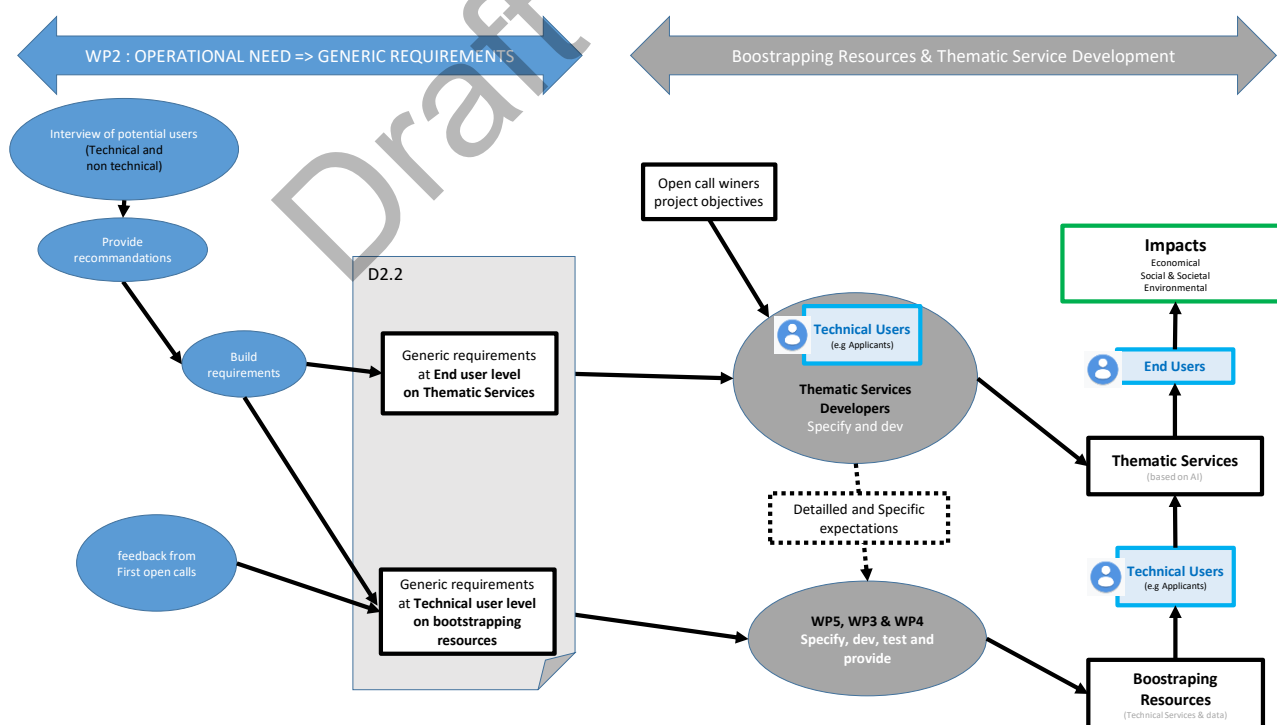 WP2 : OPERATIONAL NEED => GENERIC REQUIREMENTS
Boostrapping Resources & Thematic Service Development
Draft
Interview of potential users
(Technical and
non technical)
Provide
recommandations
Build
requirements
feedback from
First open calls
D2.2
Generic requirements
at End user level
on Thematic Services
Generic requirements
at Technical user level
on bootstrapping
resources
Open call winers
project objectives
Technical Users
(e.g Applicants)
Thematic Services
Developers
Specify and dev
Detailled and Specific
expectations
WP5, WP3 & WP4
Specify, dev, test and
provide
Impacts
Economical
Social & Societal
Environmental
End Users
Thematic Services
(based on AI)
Technical Users
(e.g Applicants)
Boostraping
Resources
(Technical Services & data)